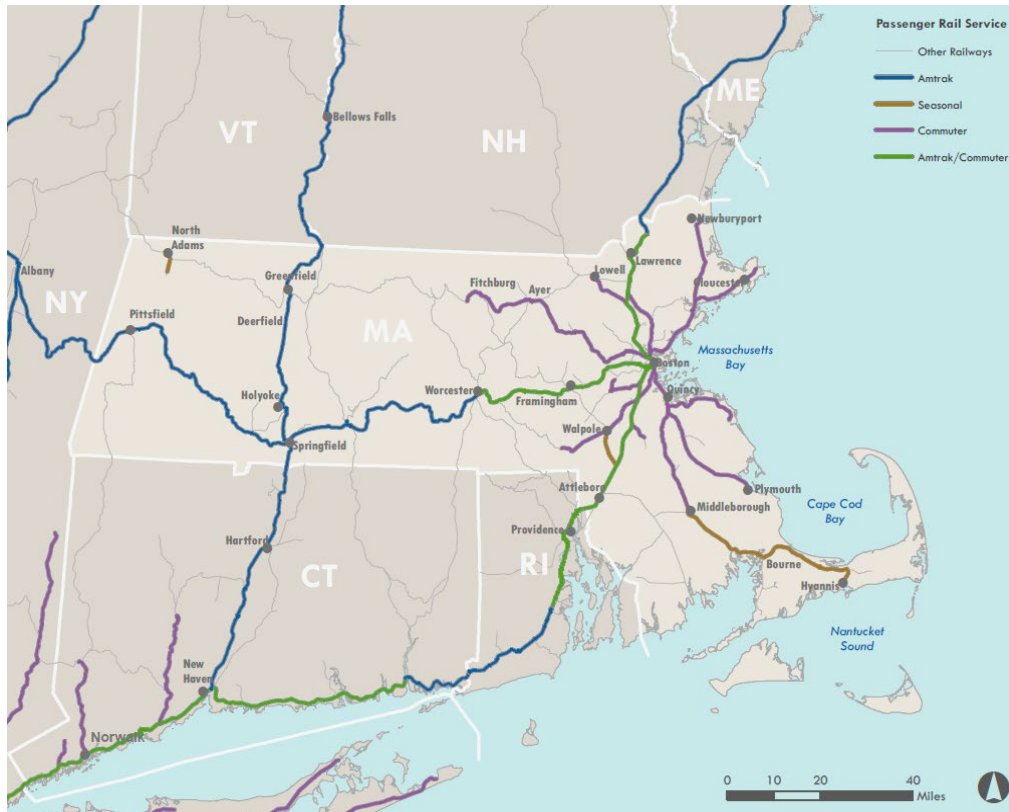 Passenger Rail Service
Other Railways
Amtrak
Seasonal
Commuter
Amtrak/Commuter
ME
VT
NH
Bellows Falls
North
Adams
Newburyport
Albany
Greenfield
Lawrence
Lowell
Gloucester
NY
Fitchburg
Ayer
Pittsfield
Deerfield
MA
Massachusetts
Bay
Boston
Holyoke
Worcester
Framingham
Quincy
Walpole
Springfield
Attleboro
Plymouth
Middleborough
Cape Cod
Bay
Providence
Hartford
CT
RI
Bourne
Hyannis
Nantucket
Sound
New
Haven
Norwalk
0 10 20 40
Miles